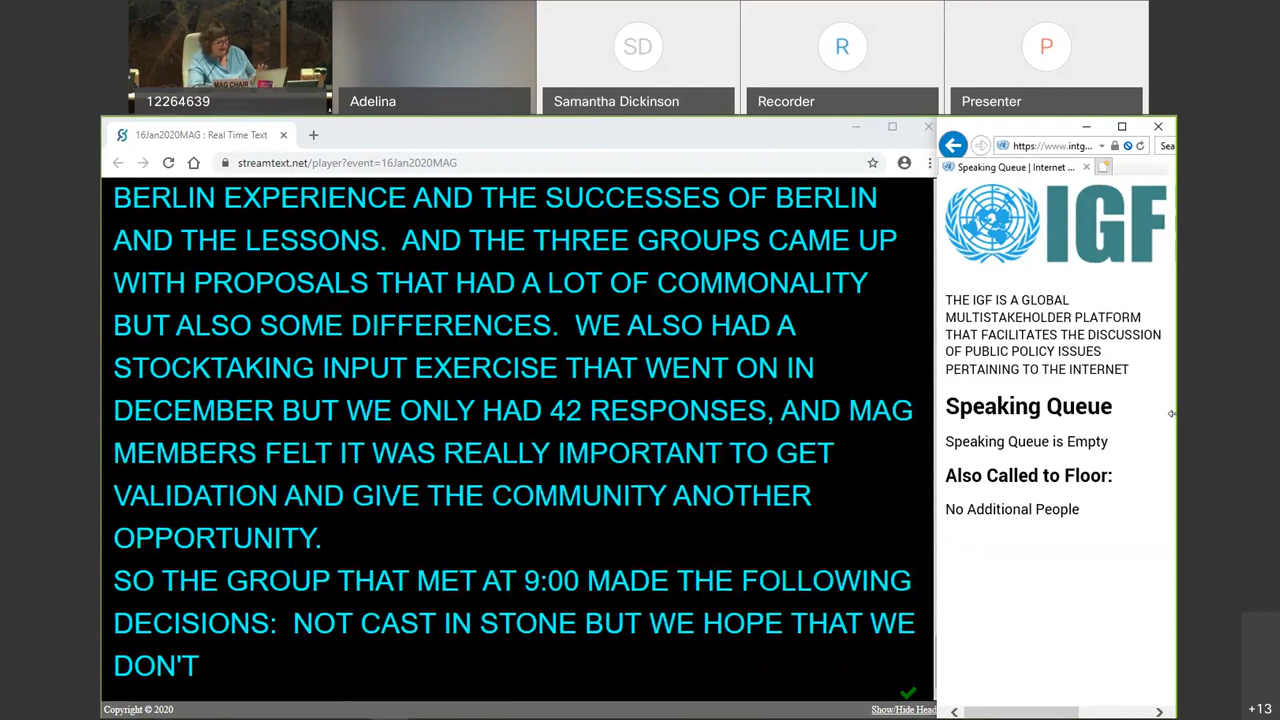 SD
R
P
MAG CHAIR
12264639
Adelina
Samantha Dickinson
Recorder
Presenter
16Jan2020MAG : Real Time Text
streamtext.net/player?event=16Jan2020MAG
BERLIN EXPERIENCE AND THE SUCCESSES OF BERLIN
AND THE LESSONS. AND THE THREE GROUPS CAME UP
WITH PROPOSALS THAT HAD A LOT OF COMMONALITY
BUT ALSO SOME DIFFERENCES. WE ALSO HAD A
STOCKTAKING INPUT EXERCISE THAT WENT ON IN
DECEMBER BUT WE ONLY HAD 42 RESPONSES, AND MAG
MEMBERS FELT IT WAS REALLY IMPORTANT TO GET
VALIDATION AND GIVE THE COMMUNITY ANOTHER
OPPORTUNITY.
SO THE GROUP THAT MET AT 9:00 MADE THE FOLLOWING
DECISIONS: NOT CAST IN STONE BUT WE HOPE THAT WE
DON'T
Copyright © 2020
Show/Hide Head
https://www.intg...
Sea
Speaking Queue | Internet ...
IGF
THE IGF IS A GLOBAL
MULTISTAKEHOLDER PLATFORM
THAT FACILITATES THE DISCUSSION
OF PUBLIC POLICY ISSUES
PERTAINING TO THE INTERNET
Speaking Queue
Speaking Queue is Empty
Also Called to Floor:
No Additional People
+13